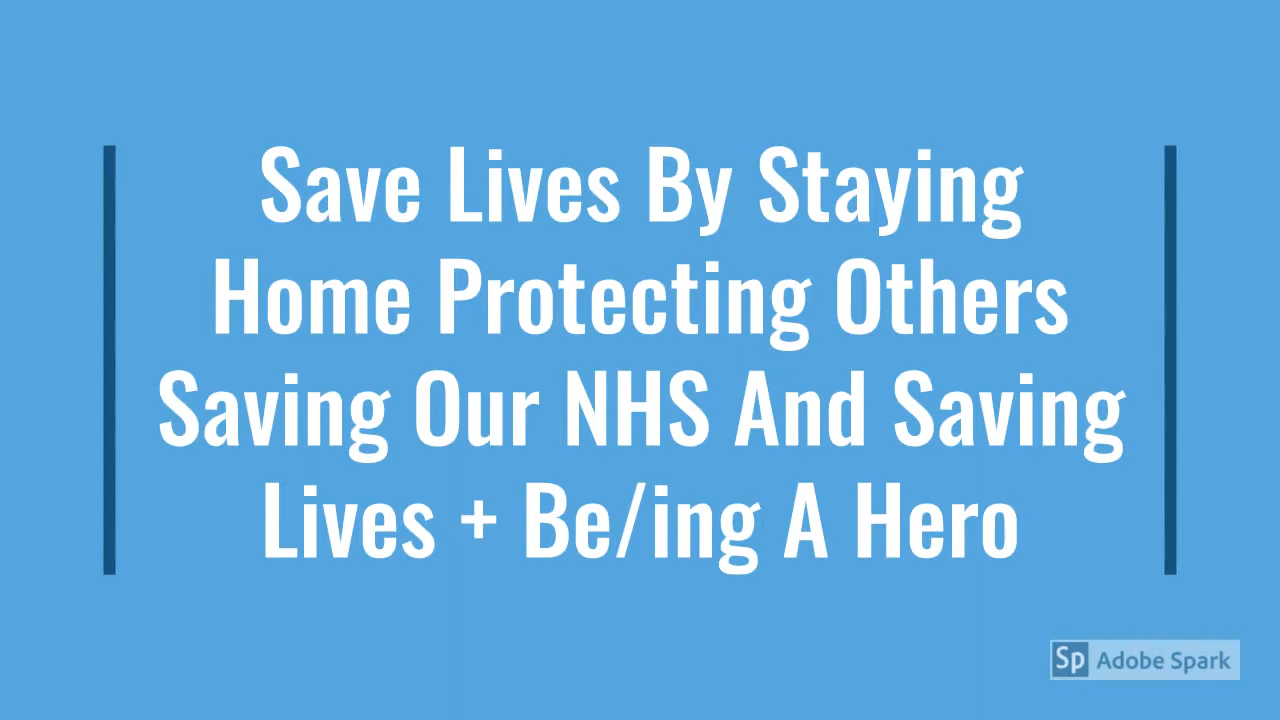 Save Lives By Staying
Home Protecting Others
Saving Our NHS And Saving
Lives + Be/ing A Hero
Sp Adobe Spark